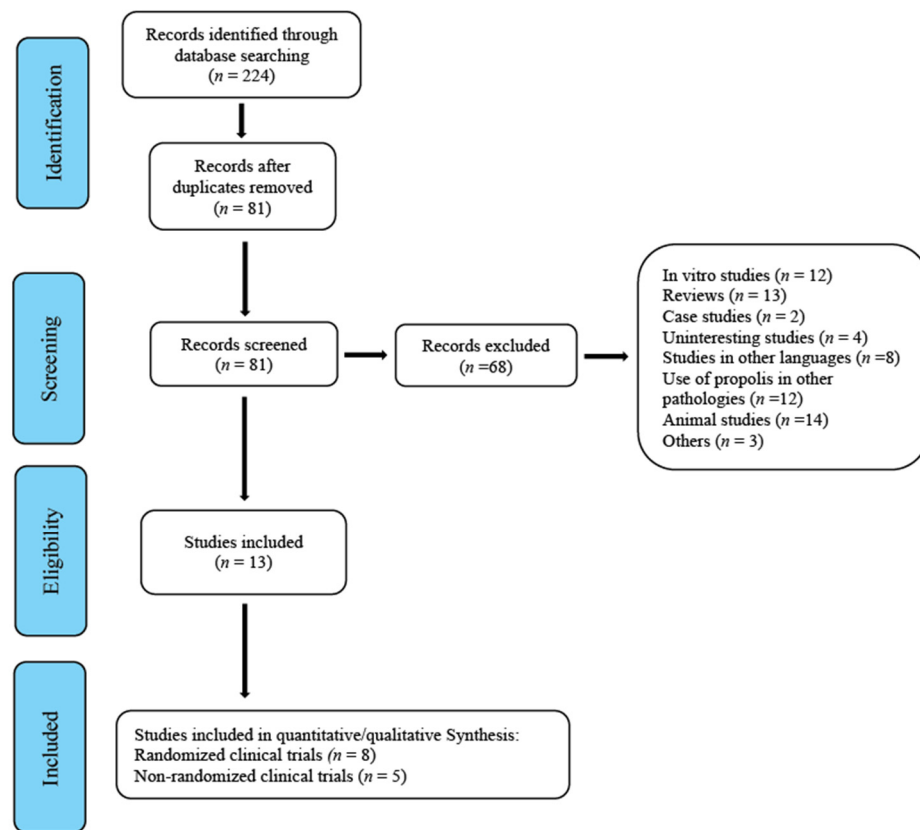 Identification
Records identified through
database searching
(n = 224)
Records after
duplicates removed
(n = 81)
Screening
Records screened
(n = 81)
Records excluded
(n =68)
In vitro studies (n = 12)
Reviews (n = 13)
Case studies (n = 2)
Uninteresting studies (n = 4)
Studies in other languages (n =8)
Use of propolis in other
pathologies (n =12)
Animal studies (n =14)
Others (n = 3)
Eligibility
Studies included
(n = 13)
Included
Studies included in quantitative/qualitative Synthesis:
Randomized clinical trials (n = 8)
Non-randomized clinical trials (n = 5)